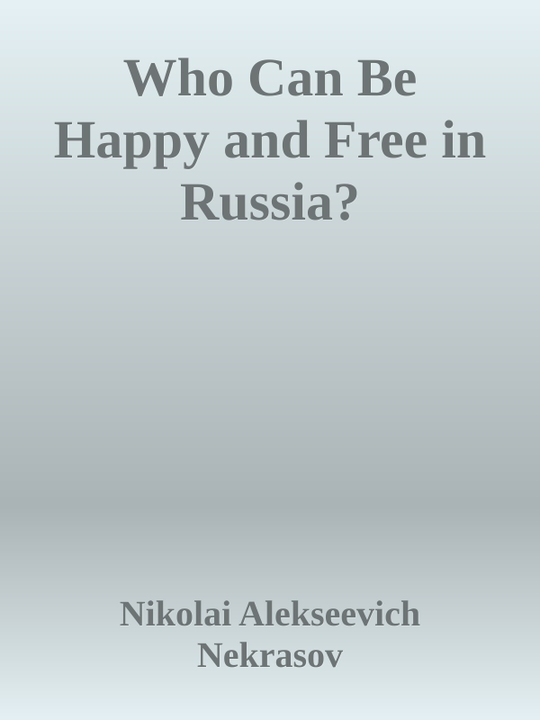 Who Can Be
Happy and Free in
Russia?
Nikolai Alekseevich
Nekrasov